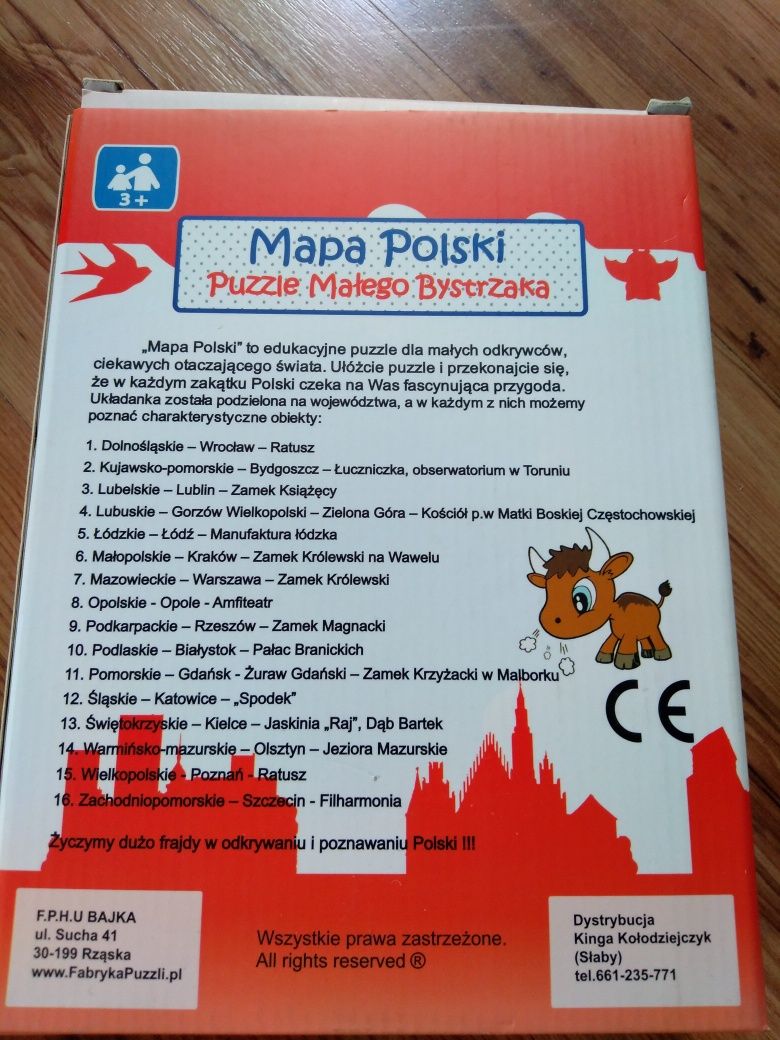 3+
Mapa Polski
Puzzle Małego Bystrzaka
„Mapa Polski” to edukacyjne puzzle dla małych odkrywców,
ciekawych otaczającego świata. Ułóżcie puzzle i przekonajcie się,
że w każdym zakątku Polski czeka na Was fascynująca przygoda.
Układanka została podzielona na województwa, a w każdym z nich możemy
poznać charakterystyczne obiekty:
1. Dolnośląskie – Wrocław – Ratusz
2. Kujawsko-pomorskie – Bydgoszcz – Łuczniczka, obserwatorium w Toruniu
3. Lubelskie – Lublin – Zamek Książęcy
4. Lubuskie – Gorzów Wielkopolski – Zielona Góra – Kościół p.w Matki Boskiej Częstochowskiej
5. Łódzkie – Łódź – Manufaktura łódzka
6. Małopolskie – Kraków – Zamek Królewski na Wawelu
7. Mazowieckie – Warszawa – Zamek Królewski
8. Opolskie - Opole - Amfiteatr
9. Podkarpackie – Rzeszów – Zamek Magnacki
10. Podlaskie – Białystok – Pałac Branickich
11. Pomorskie – Gdańsk - Żuraw Gdański – Zamek Krzyżacki w Malborku
12. Śląskie – Katowice – „Spodek”
13. Świętokrzyskie – Kielce – Jaskinia „Raj”, Dąb Bartek
14. Warmińsko-mazurskie – Olsztyn – Jeziora Mazurskie
15. Wielkopolskie - Poznań - Ratusz
16. Zachodniopomorskie – Szczecin - Filharmonia
CE
Życzymy dużo frajdy w odkrywaniu i poznawaniu Polski !!!
F.P.H.U BAJKA
ul. Sucha 41
30-199 Rząska
www.FabrykaPuzzli.pl
Wszystkie prawa zastrzeżone.
All rights reserved ®
Dystrybucja
Kinga Kołodziejczyk
(Słaby)
tel.661-235-771